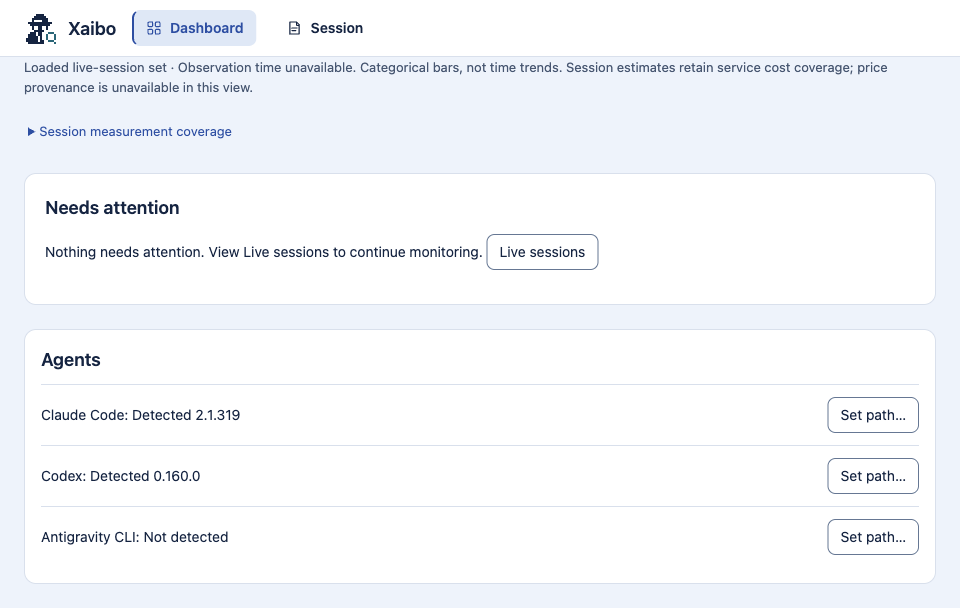 Xaibo
Dashboard
Session
Loaded live-session set · Observation time unavailable. Categorical bars, not time trends. Session estimates retain service cost coverage; price
provenance is unavailable in this view.
Session measurement coverage
Needs attention
Nothing needs attention. View Live sessions to continue monitoring. Live sessions
Agents
Claude Code: Detected 2.1.319 Set path...
Codex: Detected 0.160.0 Set path...
Antigravity CLI: Not detected Set path...